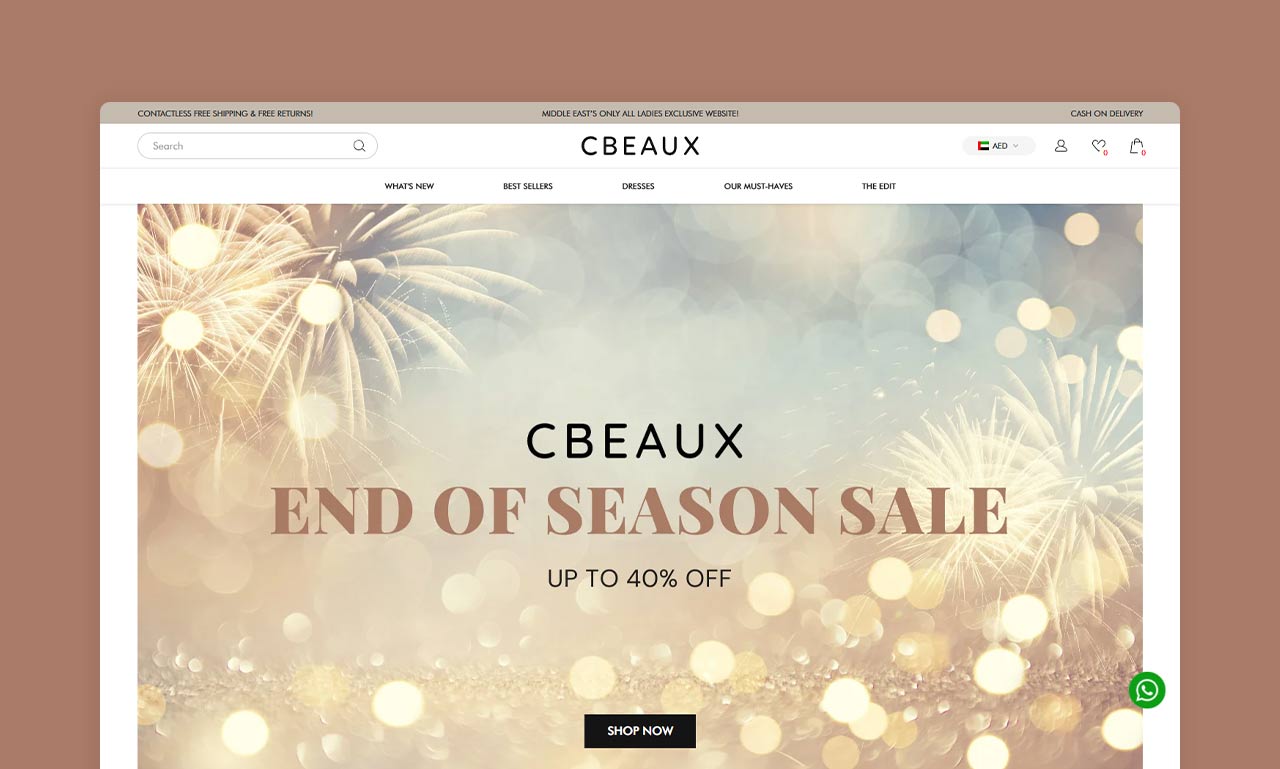 CONTACTLESS FREE SHIPPING & FREE RETURNS!
MIDDLE EAST'S ONLY ALL LADIES EXCLUSIVE WEBSITE!
CASH ON DELIVERY
Search
CBEAUX
AED
0
0
WHAT'S NEW
BEST SELLERS
DRESSES
OUR MUST-HAVES
THE EDIT
CBEAUX
END OF SEASON SALE
UP TO 40% OFF
SHOP NOW